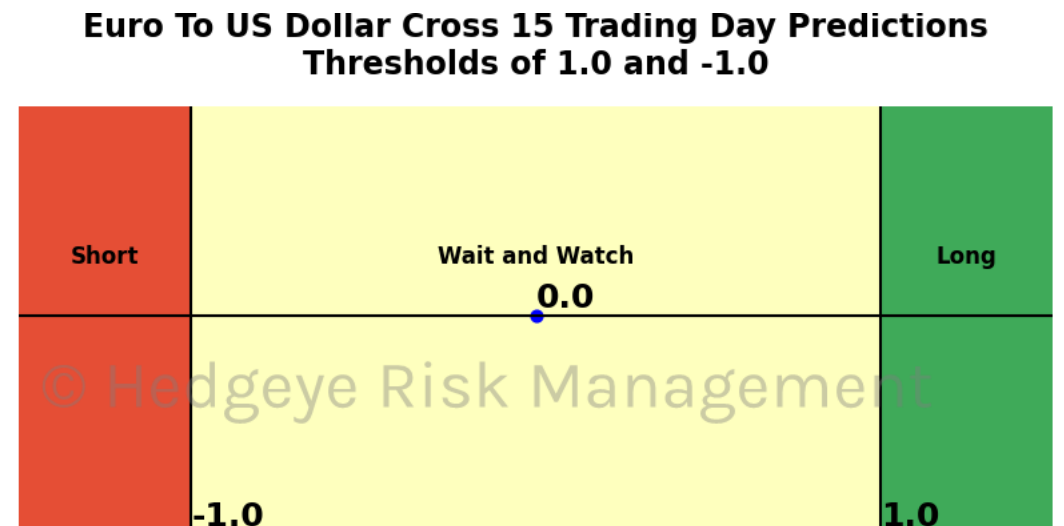 Euro To US Dollar Cross 15 Trading Day Predictions
Thresholds of 1.0 and -1.0
Short
Wait and Watch
Long
0.0
© Hedgeye Risk Management
-1.0
1.0